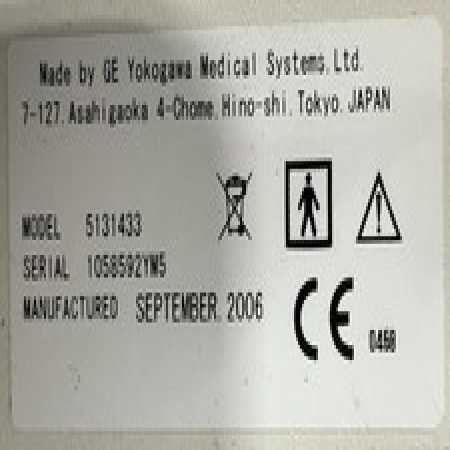 Made by GE Yokogawa Medical Systems, Ltd.
7-127, Asahigaoka 4-Chome, Hino-shi, Tokyo, JAPAN
MODEL 5131433
SERIAL 1058592YM5
MANUFACTURED SEPTEMBER, 2006
CE 0459